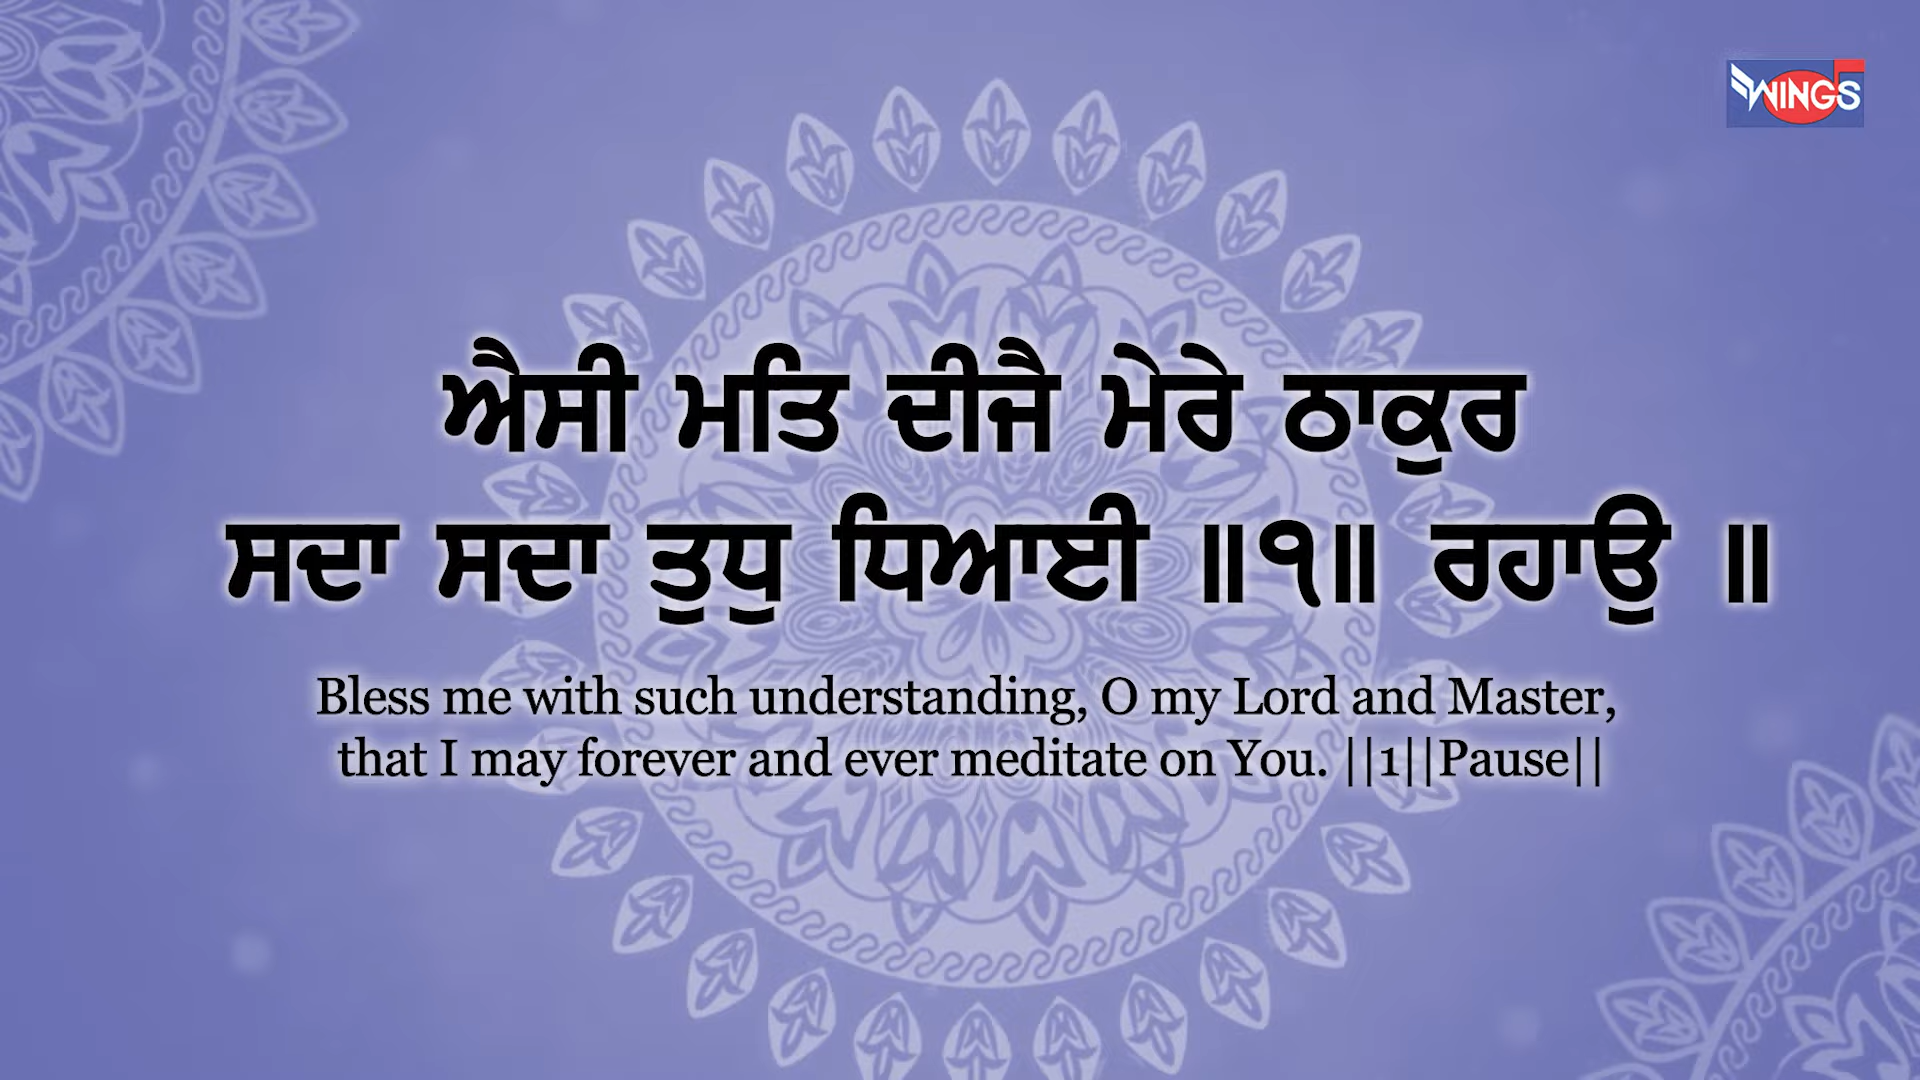 WINGS
ਐਸੀ ਮਤਿ ਦੀਜੈ ਮੇਰੇ ਠਾਕੁਰ
ਸਦਾ ਸਦਾ ਤੁਧੁ ਧਿਆਈ ॥੧॥ ਰਹਾਉ ॥
Bless me with such understanding, O my Lord and Master,
that I may forever and ever meditate on You. ||1||Pause||